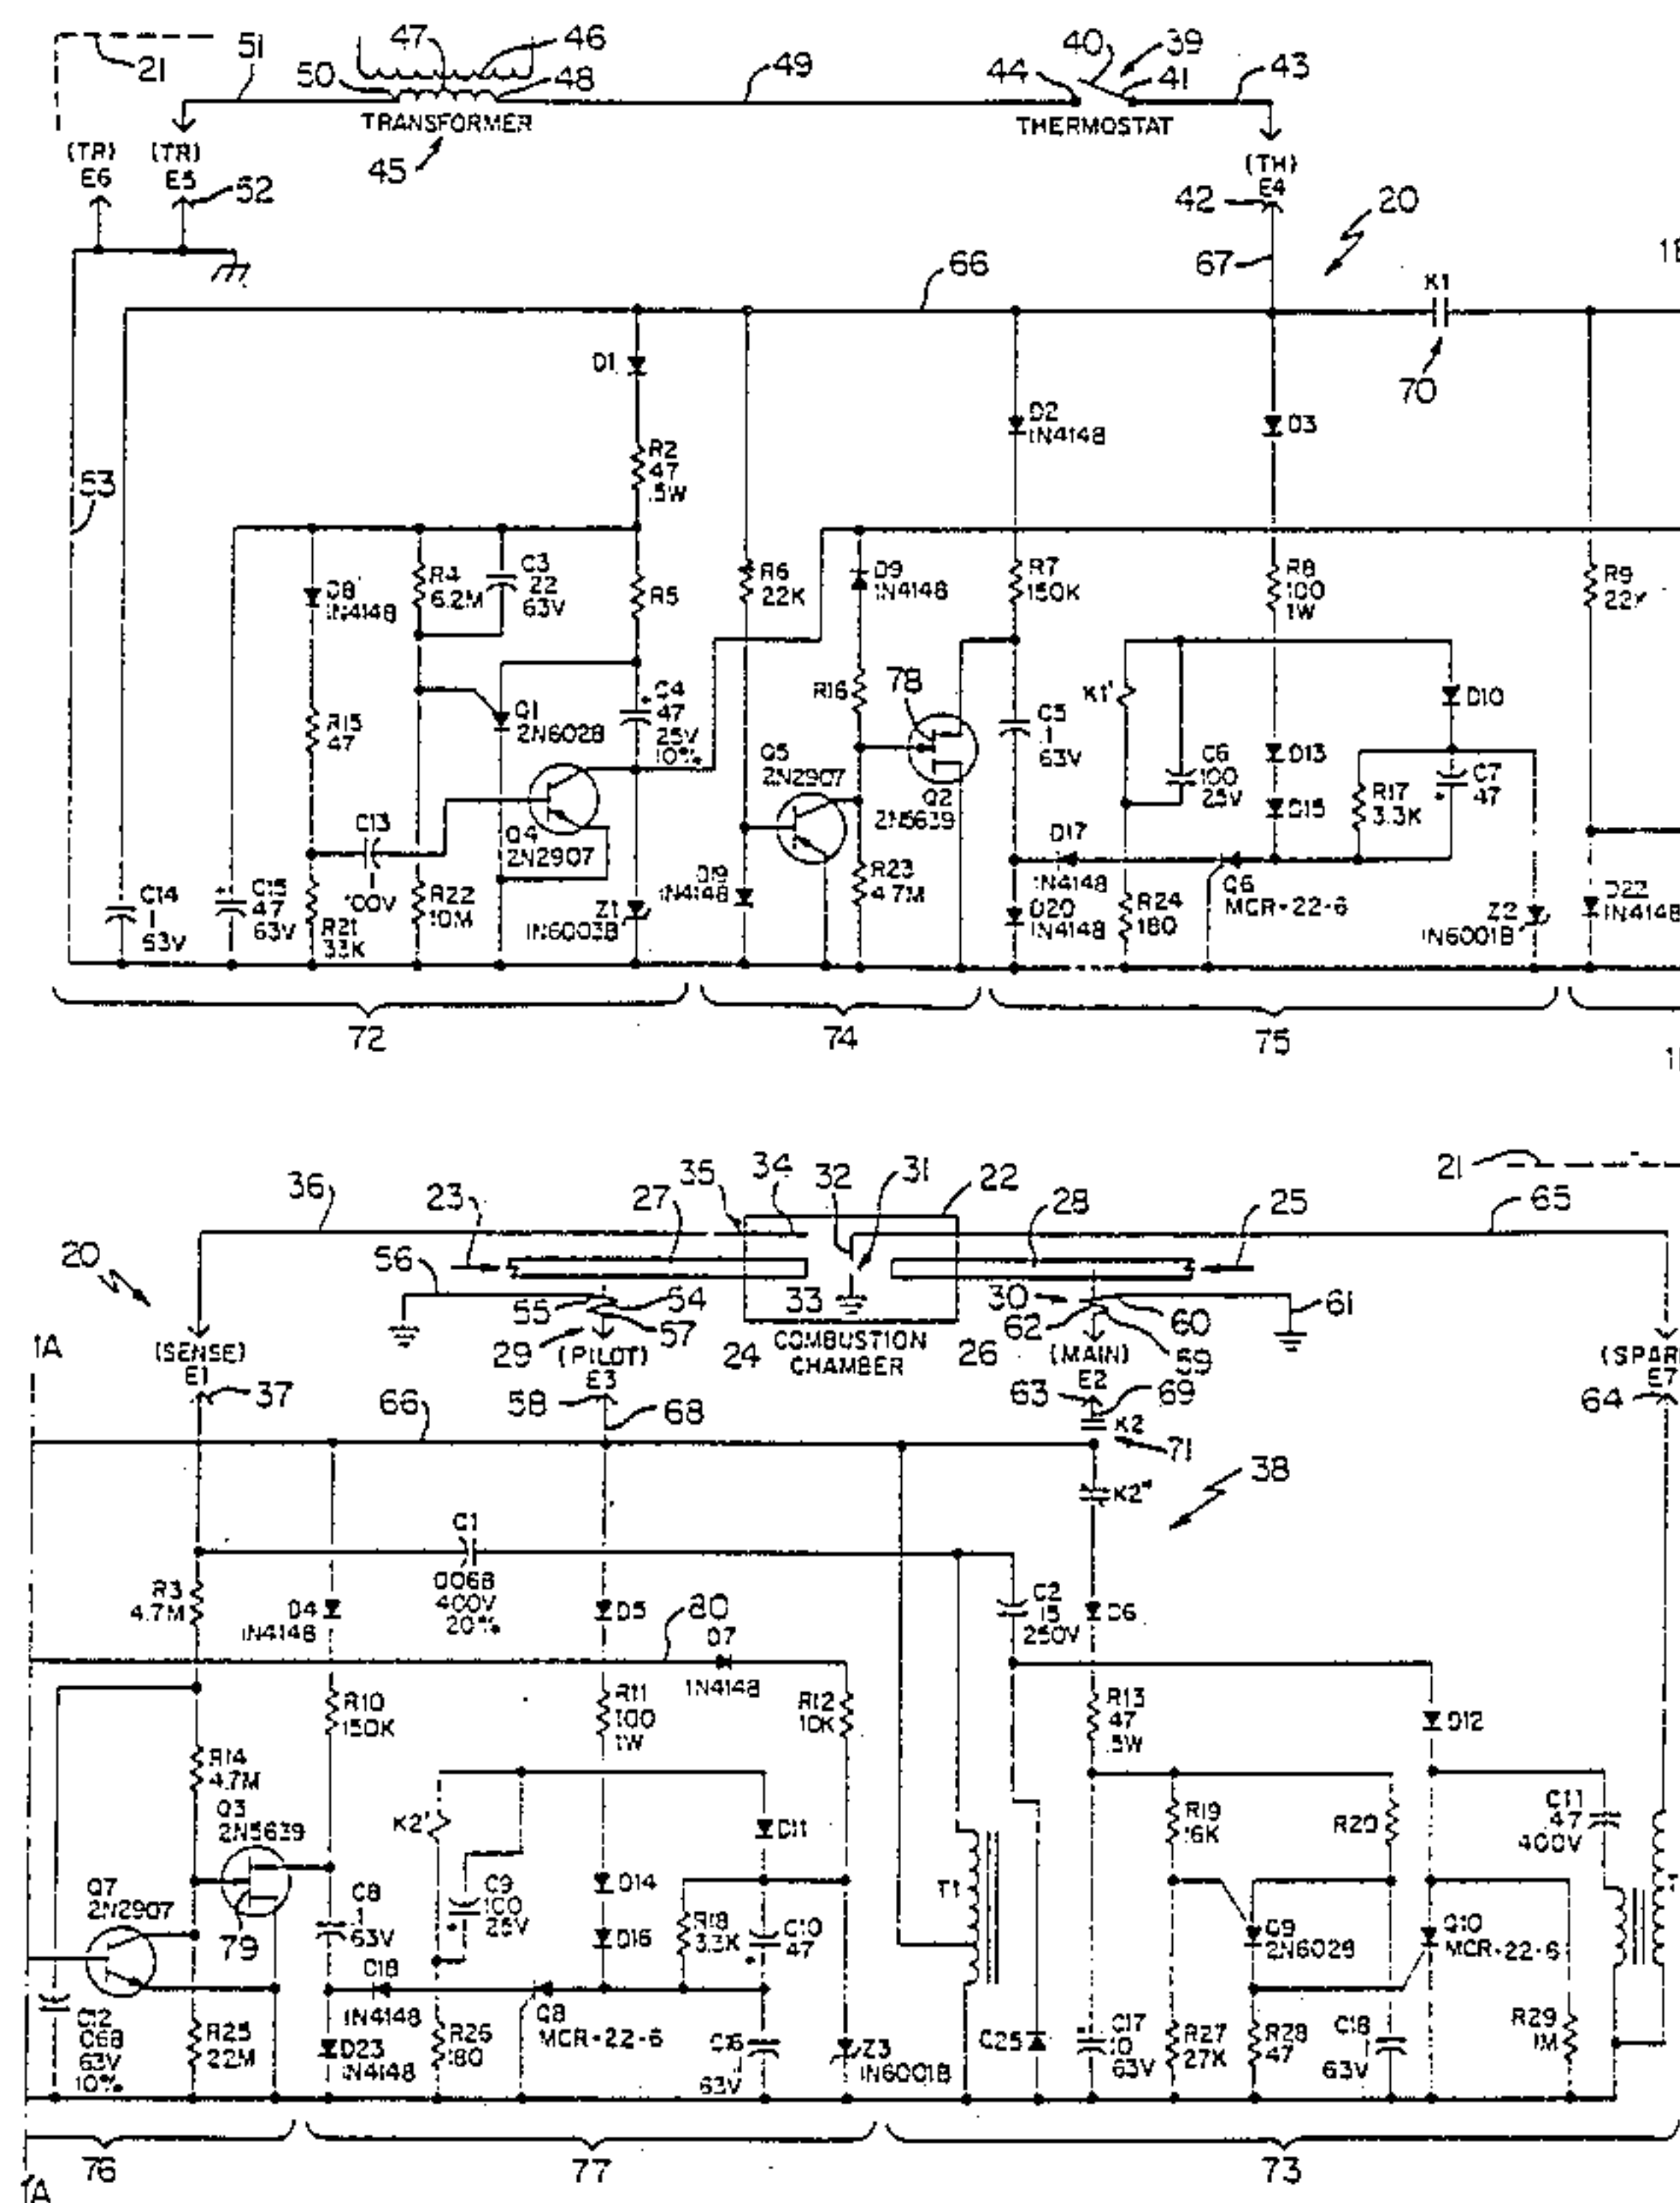 51
47
46
40
39
21
50
48
49
44
41
43
TRANSFORMER
THERMOSTAT
45
(TR)
E6
(TR)
E5
52
(TH)
E4
42
20
67
66
K1
70
D1
D2
1N4148
D3
R2
47
.5W
53
D8
1N4148
R4
6.2M
C3
.22
63V
R5
R6
22K
D9
1N4148
R7
150K
R8
100
1W
R9
22K
R15
47
Q1
2N6028
C4
47
25V
10%
R16
78
K1'
D10
C5
.1
63V
C6
100
25V
D13
D15
R17
3.3K
C7
47
Q5
2N2907
Q2
2N5639
C13
.1
100V
Q4
2N2907
D17
1N4148
Q6
MCR-22-6
C14
.1
63V
C15
47
63V
R21
33K
R22
10M
Z1
1N6003B
D19
1N4148
R23
4.7M
D20
1N4148
R24
180
Z2
1N6001B
D22
1N4148
72
74
75
36
23
27
35
34
32
31
22
28
25
21
65
20
56
55
54
57
33
30
62
60
61
59
1A
(SENSE)
E1
37
29
(PILOT)
E3
58
68
24
COMBUSTION
CHAMBER
26
(MAIN)
E2
63
69
K2
71
64
E7
66
K2"
38
C1
.0068
400V
20%
R3
4.7M
D4
1N4148
D5
80
D7
1N4148
C2
.15
250V
D6
R10
150K
R11
100
1W
R12
10K
R13
47
.5W
D12
R14
4.7M
Q3
2N5639
K2'
D11
R19
16K
R20
C11
.47
400V
Q7
2N2907
79
C8
.1
63V
C9
100
25V
D14
D16
R18
3.3K
C10
47
T1
Q9
2N6028
Q10
MCR-22-6
C12
.068
63V
10%
R25
22M
D18
1N4148
D23
1N4148
R26
180
Q8
MCR-22-6
C16
.1
63V
Z3
1N6001B
C25
C17
10
63V
R27
27K
R28
47
C18
.1
63V
R29
1M
76
77
73
1A